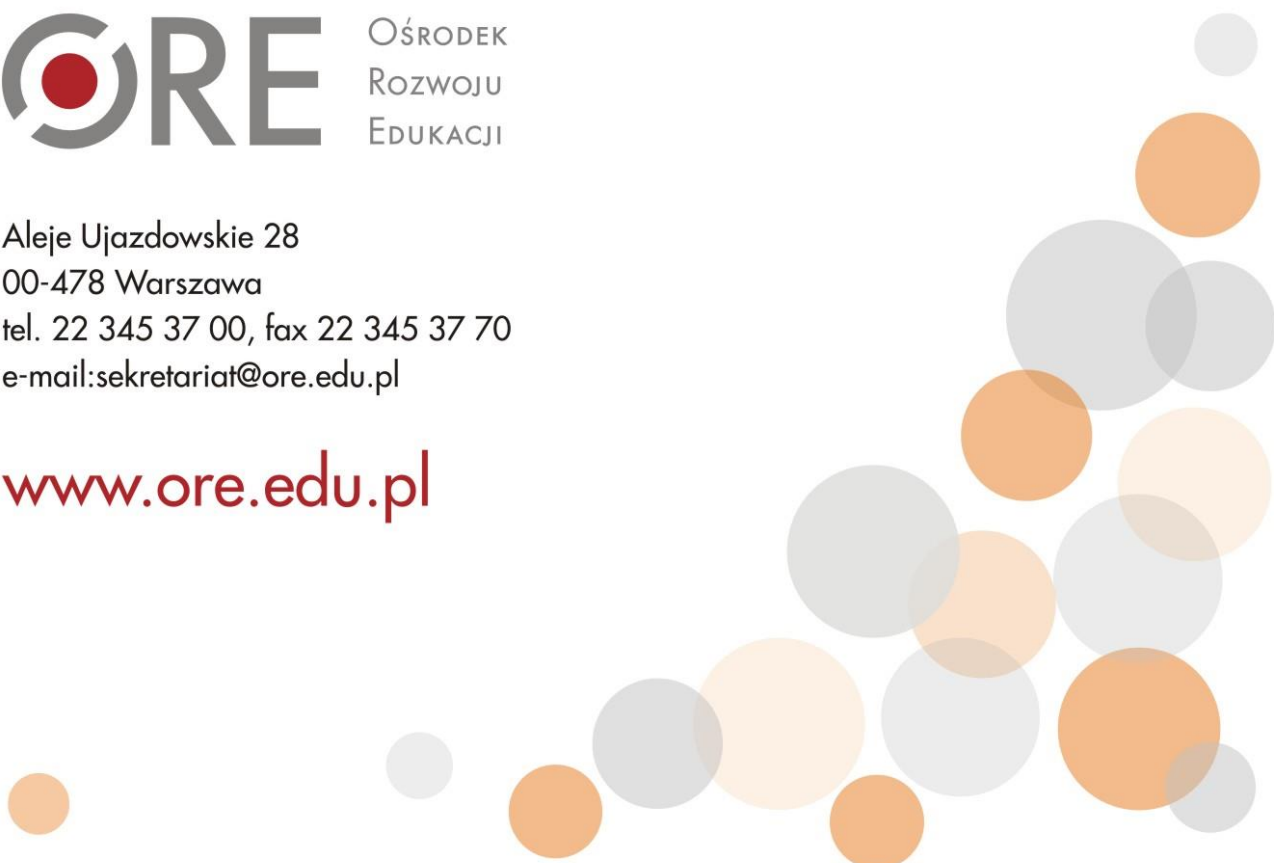 ORE
Ośrodek
Rozwoju
Edukacji
Aleje Ujazdowskie 28
00-478 Warszawa
tel. 22 345 37 00, fax 22 345 37 70
e-mail:sekretariat@ore.edu.pl
www.ore.edu.pl